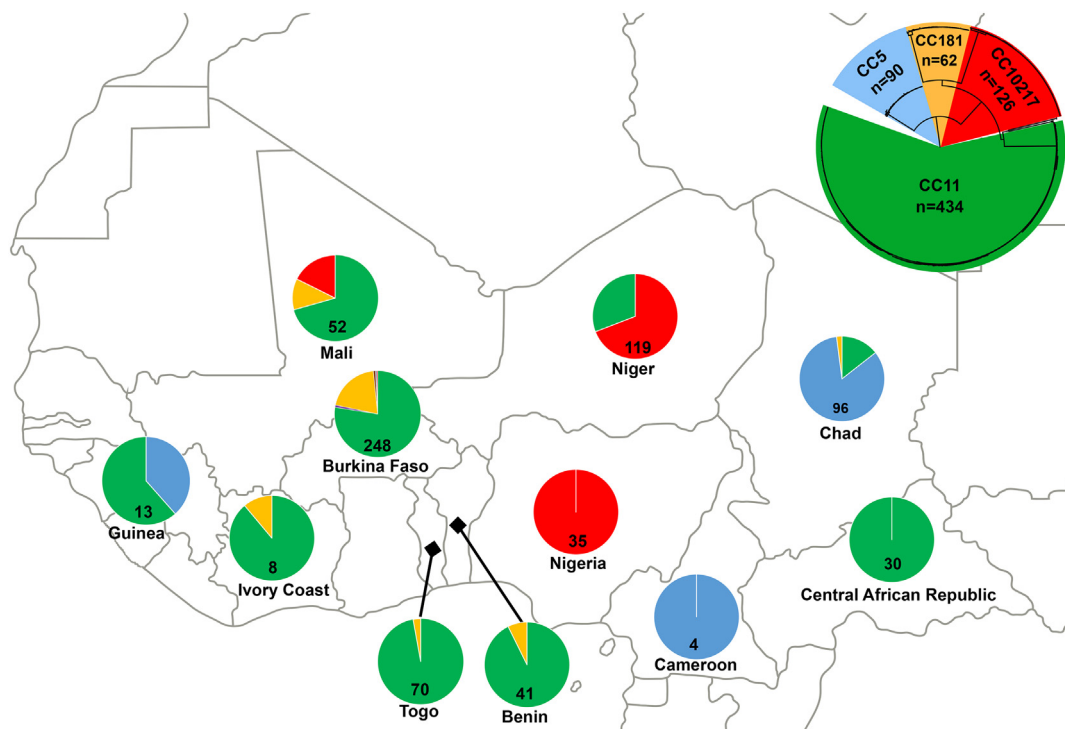 CC5
n=90
CC181
n=62
CC10217
n=126
CC11
n=434
52
Mali
119
Niger
96
Chad
248
Burkina Faso
13
Guinea
8
Ivory Coast
35
Nigeria
30
Central African Republic
4
Cameroon
70
Togo
41
Benin